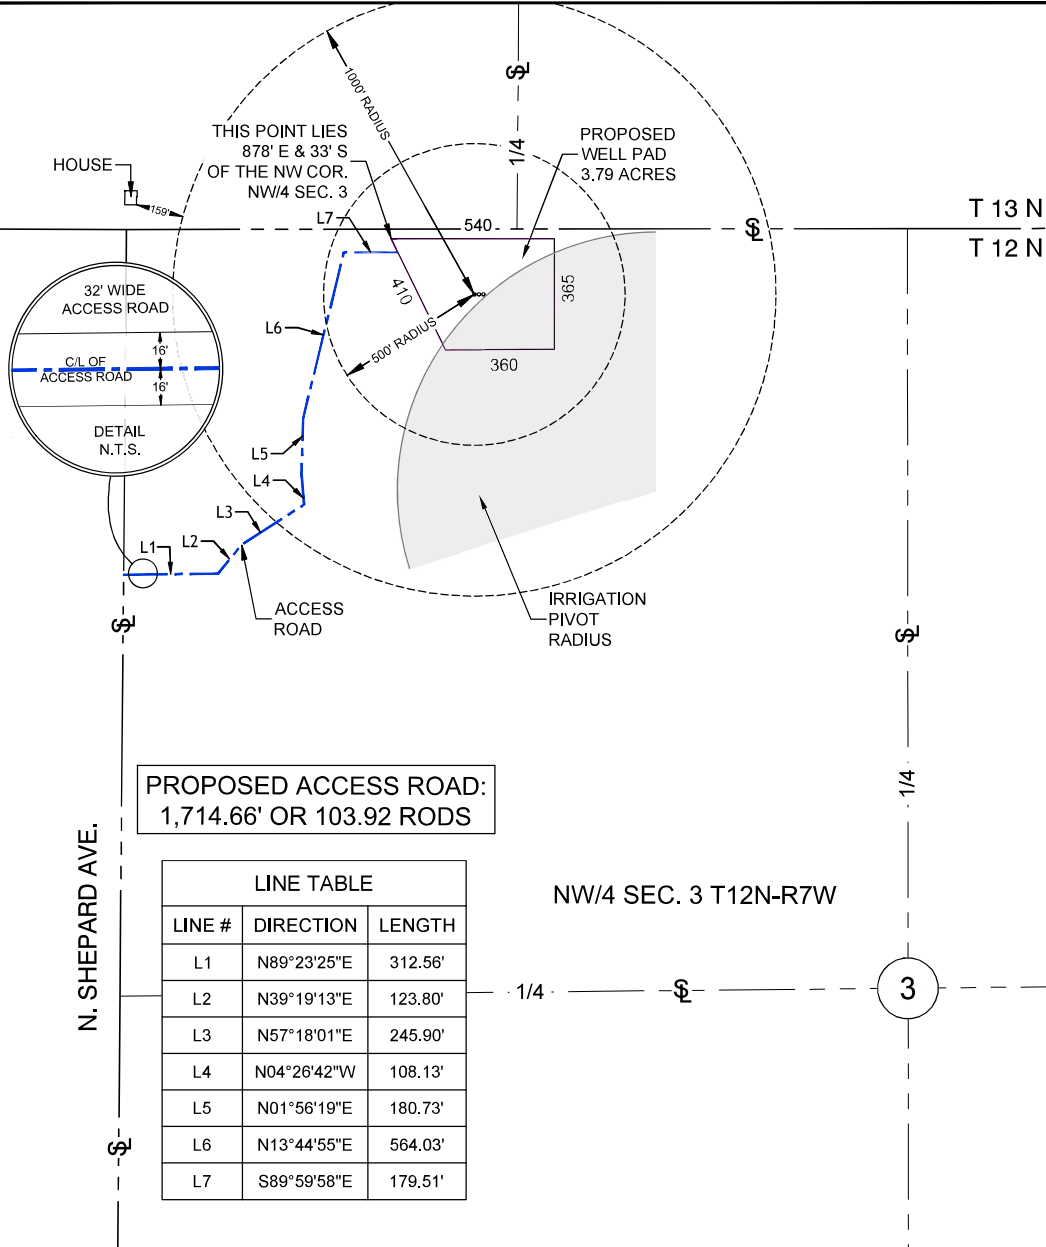 1000' RADIUS
1/4
THIS POINT LIES
878' E & 33' S
OF THE NW COR.
NW/4 SEC. 3
PROPOSED
WELL PAD
3.79 ACRES
HOUSE
159'
L7
540
T 13 N
T 12 N
32' WIDE
ACCESS ROAD
16'
C/L OF
ACCESS ROAD
16'
DETAIL
N.T.S.
410
365
L6
500' RADIUS
360
L5
L4
L3
L2
L1
ACCESS
ROAD
IRRIGATION
PIVOT
RADIUS
1/4
PROPOSED ACCESS ROAD:
1,714.66' OR 103.92 RODS
N. SHEPARD AVE.
LINE TABLE
LINE # DIRECTION LENGTH
L1 N89°23'25"E 312.56'
L2 N39°19'13"E 123.80'
L3 N57°18'01"E 245.90'
L4 N04°26'42"W 108.13'
L5 N01°56'19"E 180.73'
L6 N13°44'55"E 564.03'
L7 S89°59'58"E 179.51'
NW/4 SEC. 3 T12N-R7W
1/4
3